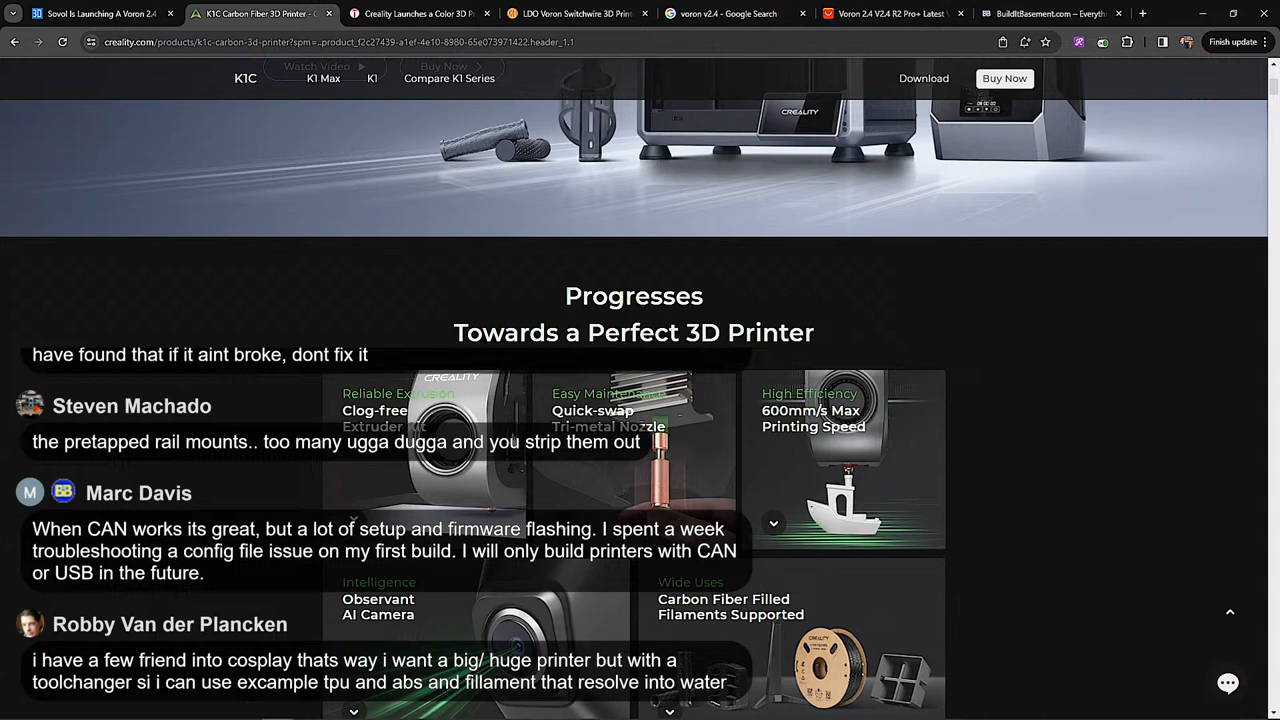 Sovol Is Launching A Voron 2.4
K1C Carbon Fiber 3D Printer - C
Creality Launches a Color 3D P
LDO Voron Switchwire 3D Print
voron v2.4 - Google Search
Voron 2.4 V2.4 R2 Pro+ Latest V
BuildItBasement.com – Everyth
creality.com/products/k1c-carbon-3d-printer?spm=..product_f2c27439-a1ef-4e10-8980-65e073971422.header_1.1
Finish update
Watch Video
Buy Now
K1C
K1 Max
K1
Compare K1 Series
Download
Buy Now
CREALITY
Progresses
Towards a Perfect 3D Printer
have found that if it aint broke, dont fix it
CREALITY
Reliable Extrusion
Clog-free
Extruder Kit
Easy Maintenance
Quick-swap
Tri-metal Nozzle
High Efficiency
600mm/s Max
Printing Speed
Steven Machado
the pretapped rail mounts.. too many ugga dugga and you strip them out
M
BB
Marc Davis
When CAN works its great, but a lot of setup and firmware flashing. I spent a week
troubleshooting a config file issue on my first build. I will only build printers with CAN
or USB in the future.
Intelligence
Observant
AI Camera
Wide Uses
Carbon Fiber Filled
Filaments Supported
CREALITY
Robby Van der Plancken
i have a few friend into cosplay thats way i want a big/ huge printer but with a
toolchanger si i can use excample tpu and abs and fillament that resolve into water